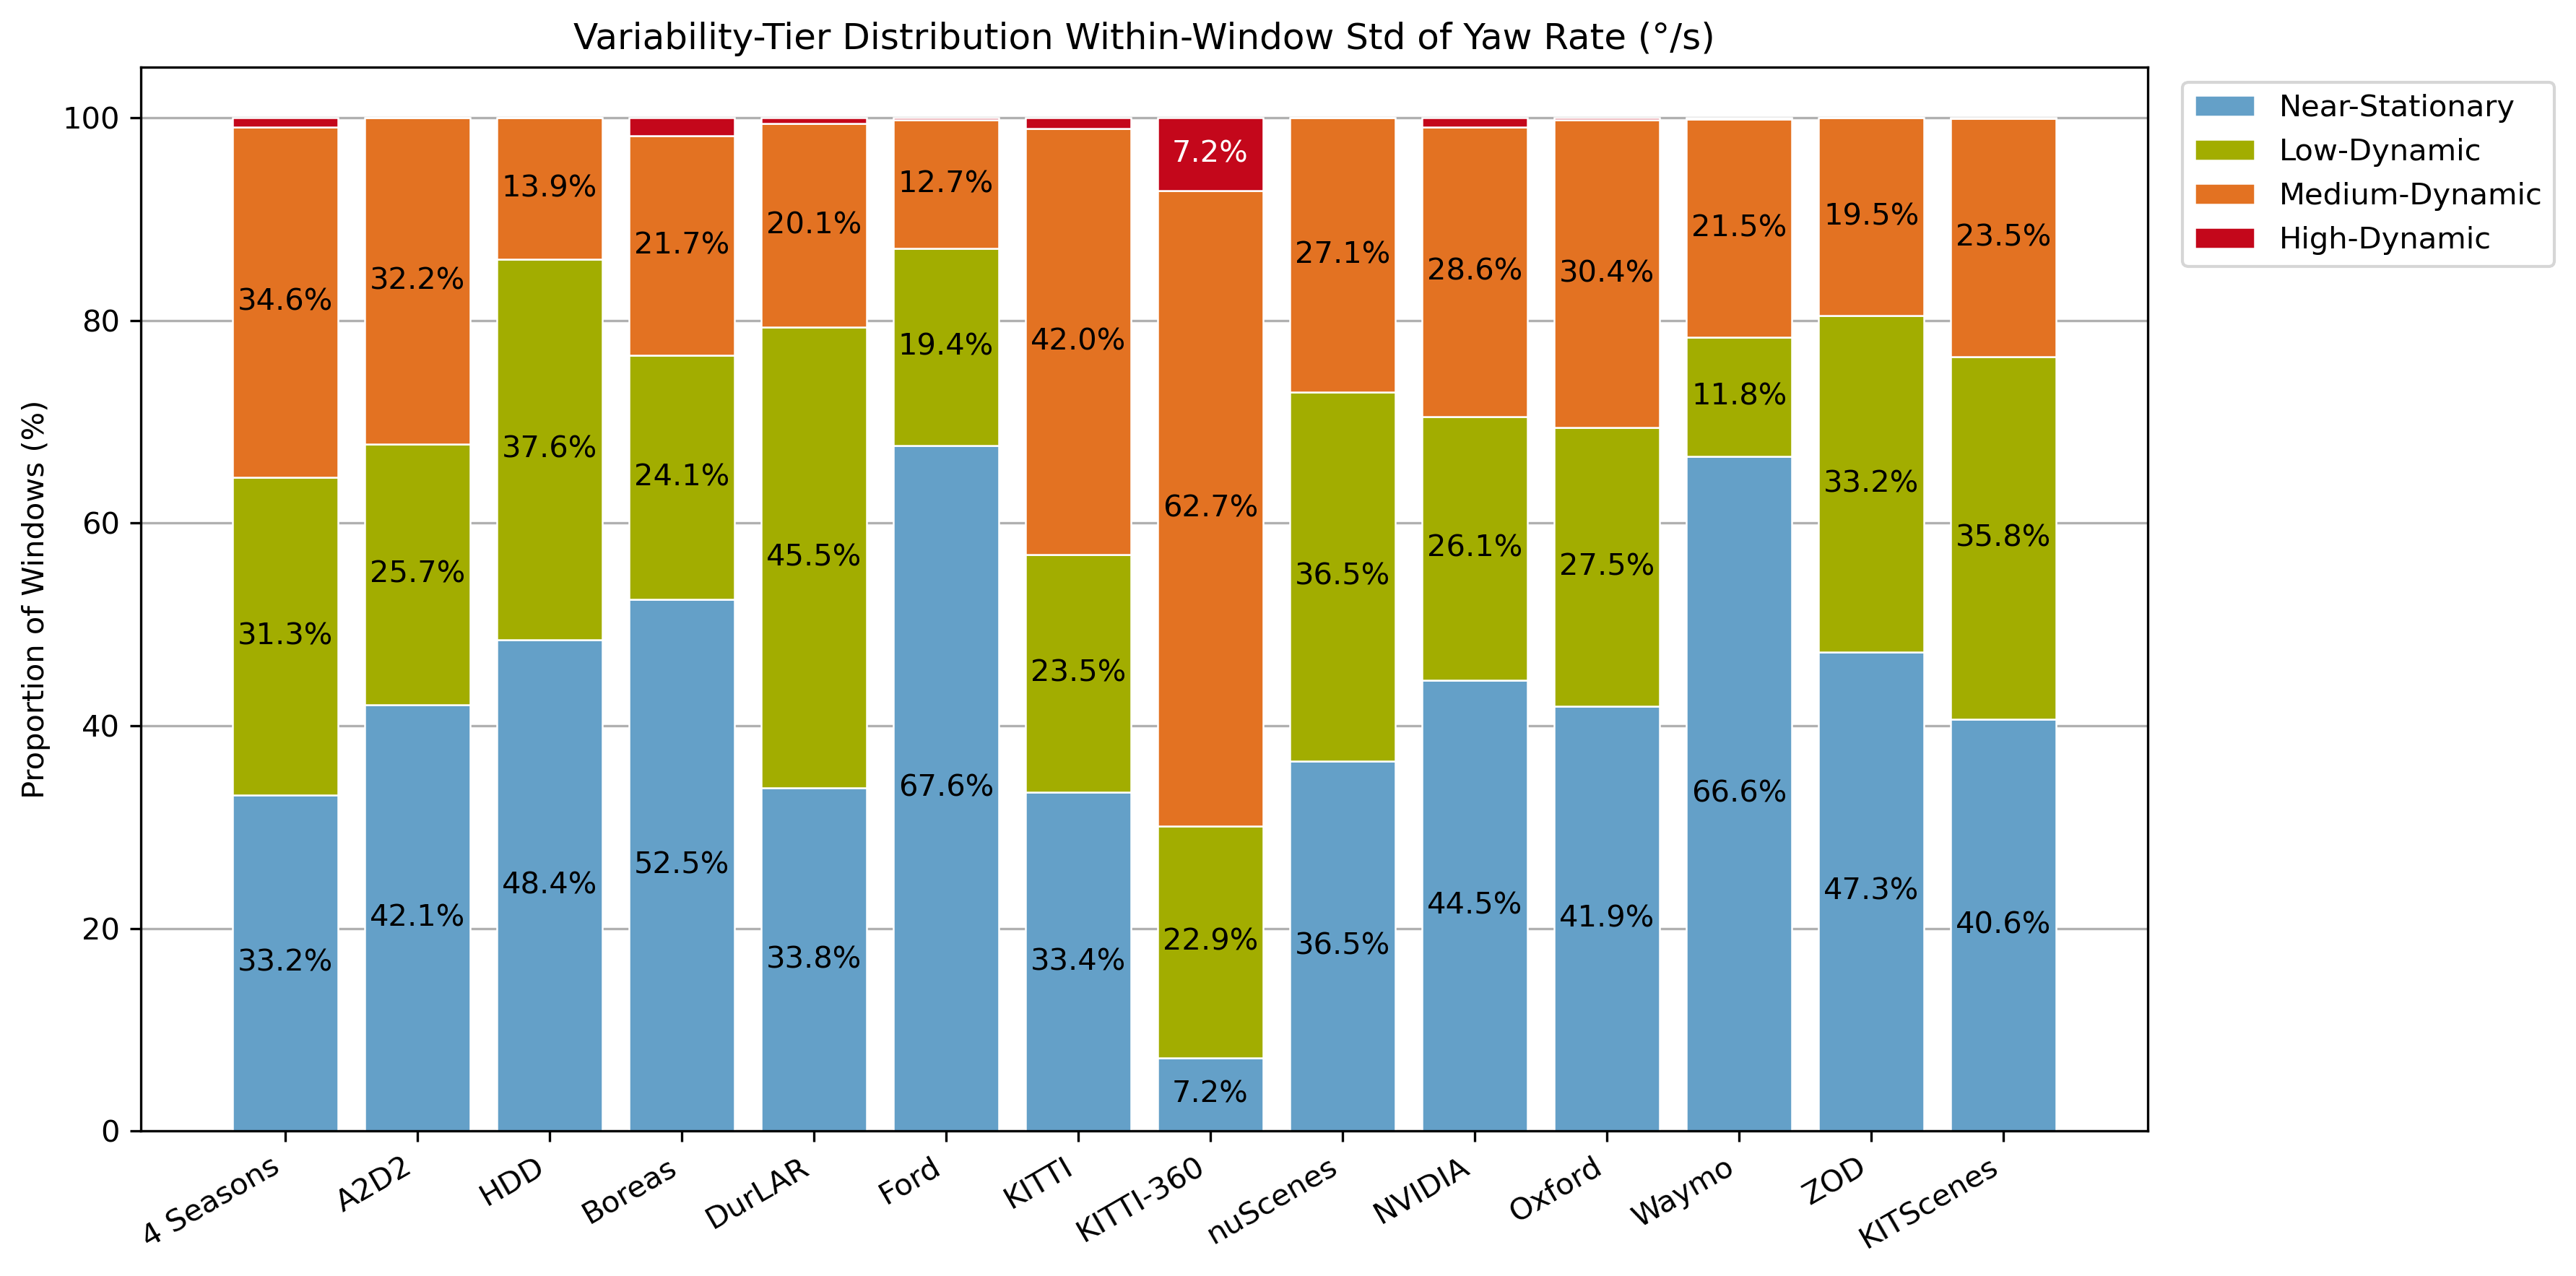 Variability-Tier Distribution Within-Window Std of Yaw Rate (°/s)
Proportion of Windows (%)
100
80
60
40
20
0
34.6%
31.3%
33.2%
32.2%
25.7%
42.1%
13.9%
37.6%
48.4%
21.7%
24.1%
52.5%
20.1%
45.5%
33.8%
12.7%
19.4%
67.6%
42.0%
23.5%
33.4%
7.2%
62.7%
22.9%
7.2%
27.1%
36.5%
36.5%
28.6%
26.1%
44.5%
30.4%
27.5%
41.9%
21.5%
11.8%
66.6%
19.5%
33.2%
47.3%
23.5%
35.8%
40.6%
4 Seasons
A2D2
HDD
Boreas
DurLAR
Ford
KITTI
KITTI-360
nuScenes
NVIDIA
Oxford
Waymo
ZOD
KITScenes
Near-Stationary
Low-Dynamic
Medium-Dynamic
High-Dynamic